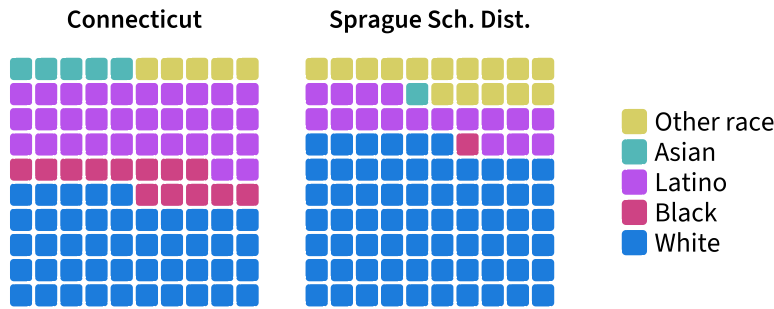 Connecticut
Sprague Sch. Dist.
Other race
Asian
Latino
Black
White